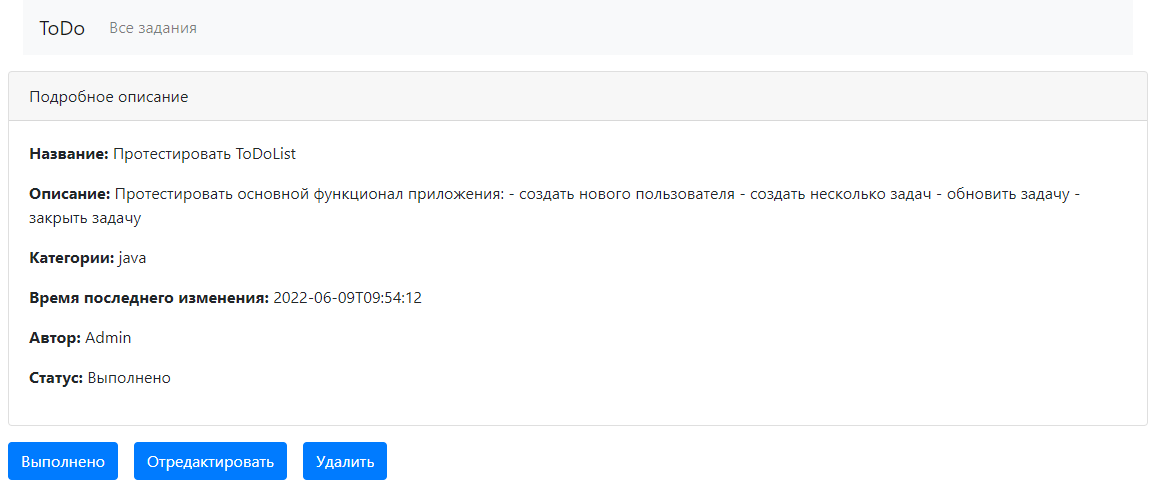 ToDo Все задания
Подробное описание
Название: Протестировать ToDoList
Описание: Протестировать основной функционал приложения: - создать нового пользователя - создать несколько задач - обновить задачу -
закрыть задачу
Категории: java
Время последнего изменения: 2022-06-09T09:54:12
Автор: Admin
Статус: Выполнено
Выполнено Отредактировать Удалить